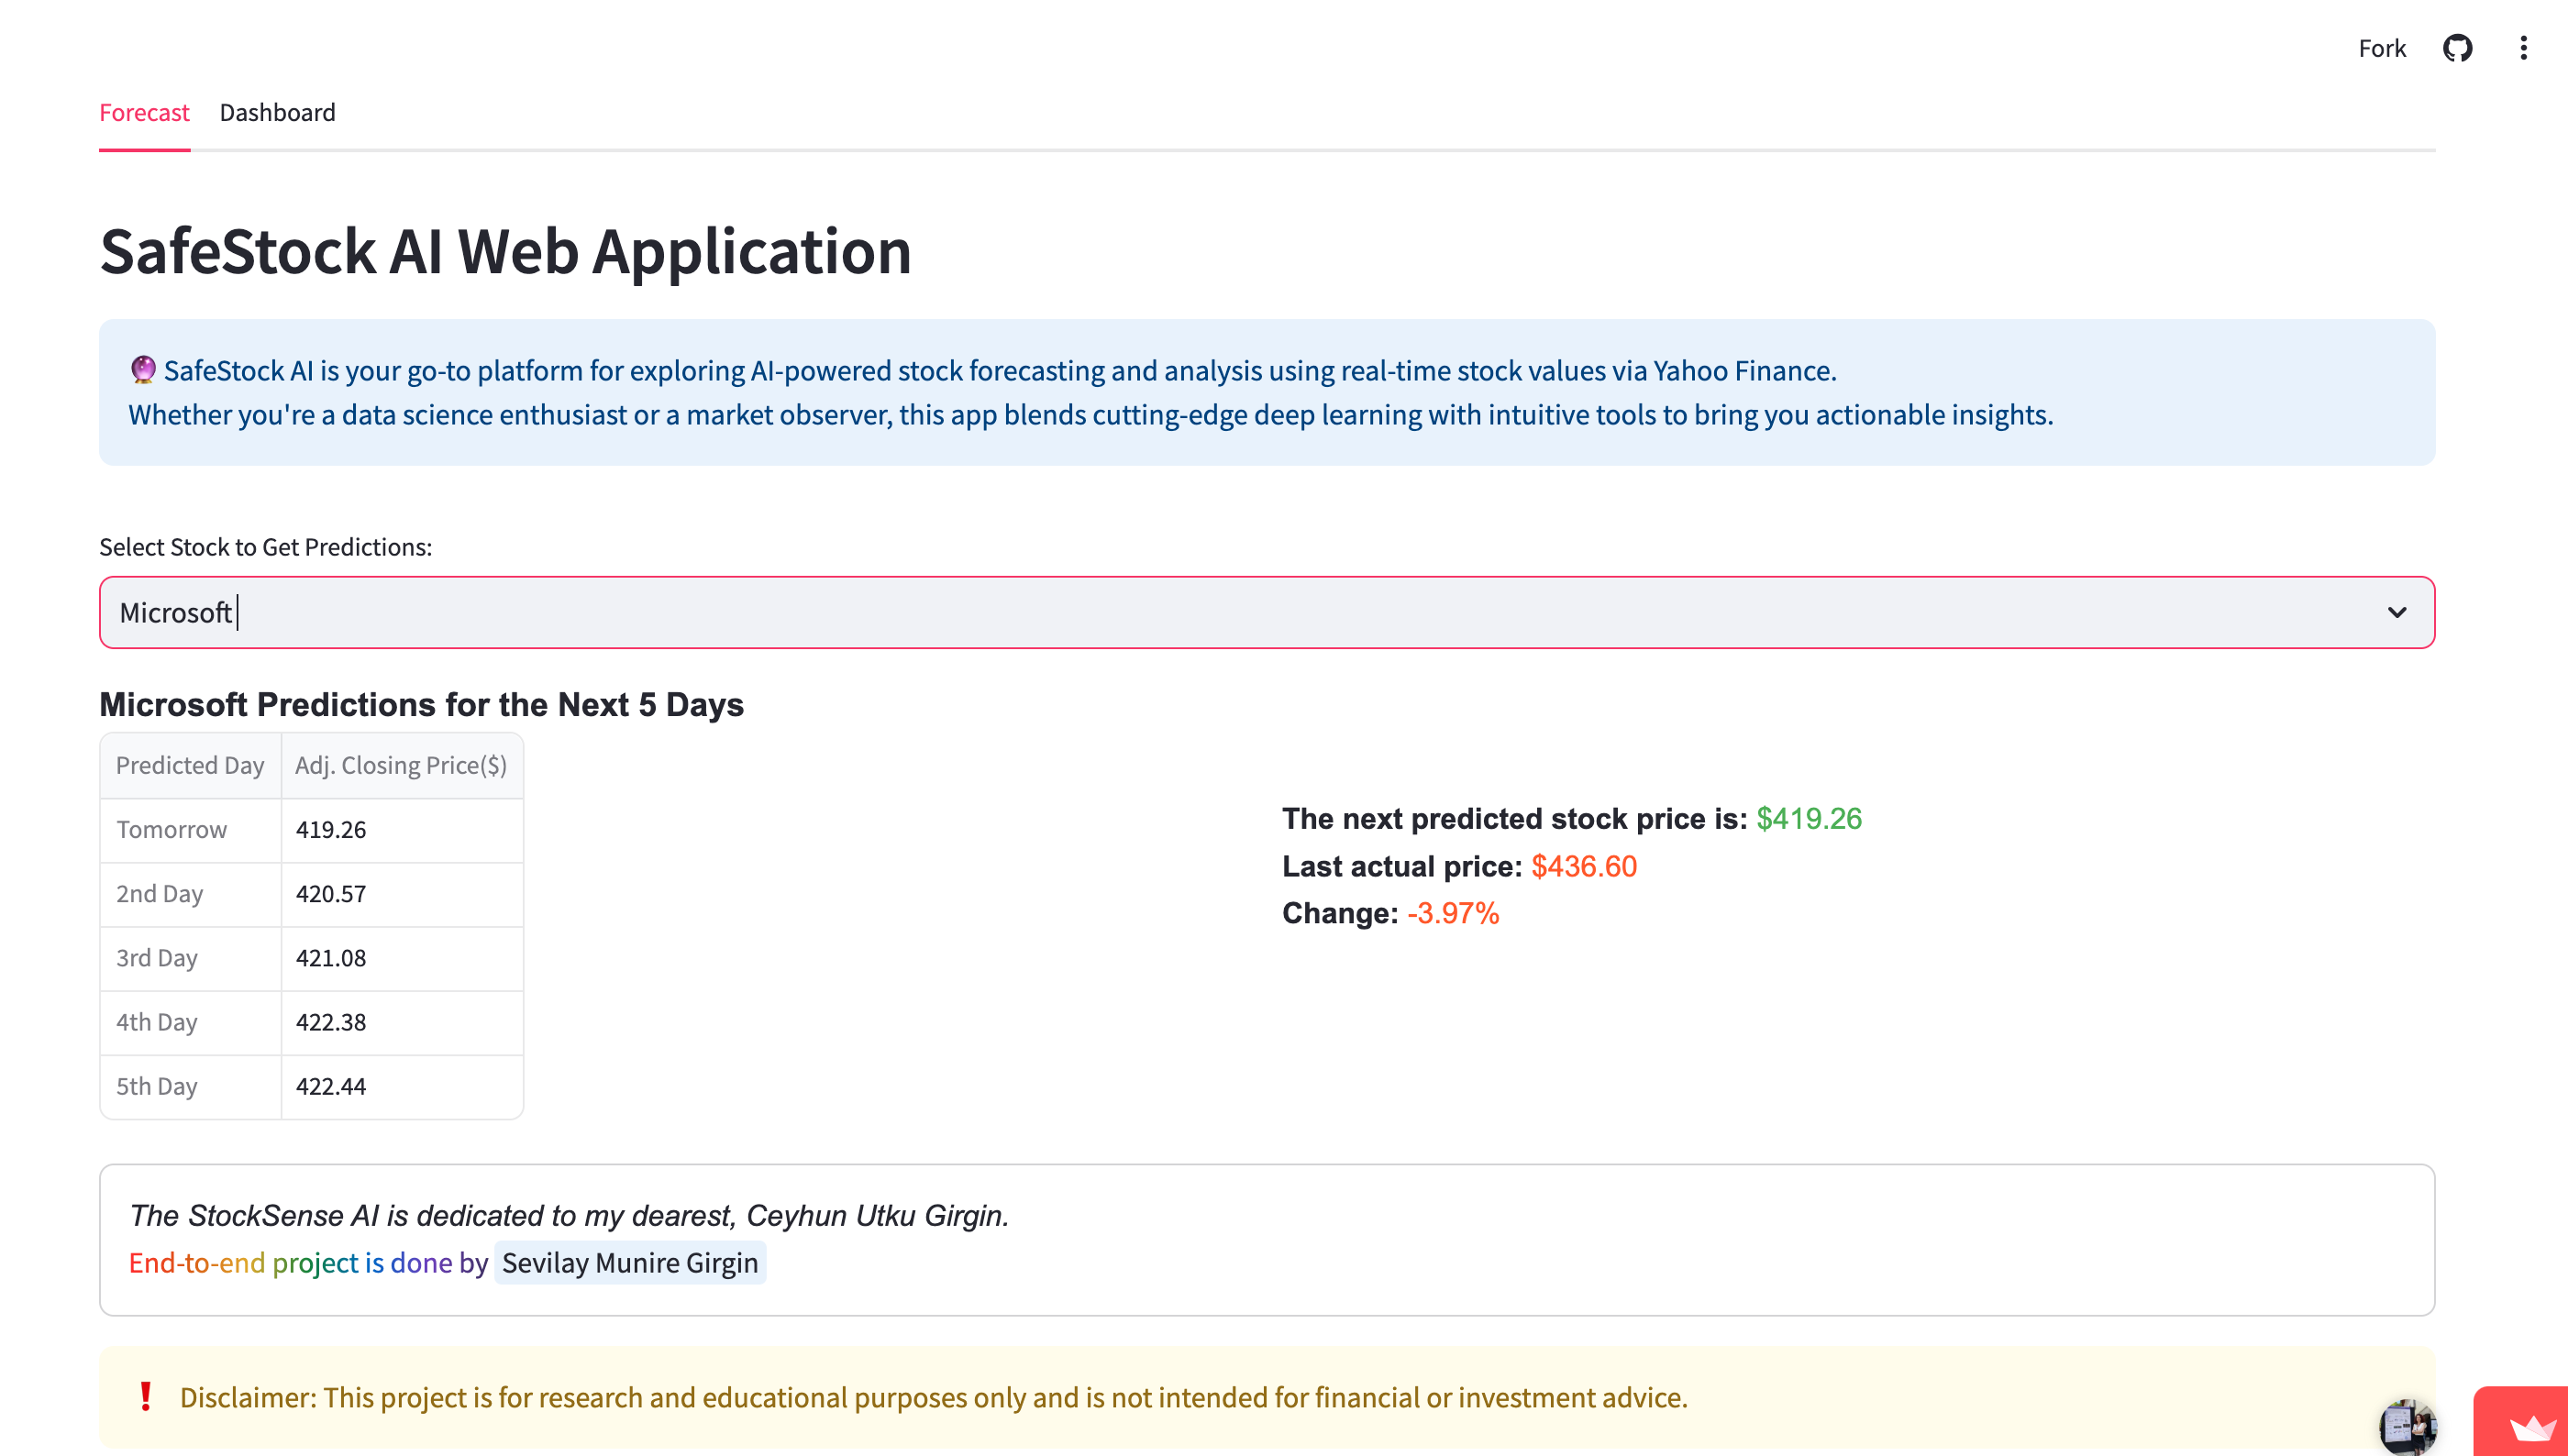 Fork
Forecast Dashboard
SafeStock AI Web Application
🔮 SafeStock AI is your go-to platform for exploring AI-powered stock forecasting and analysis using real-time stock values via Yahoo Finance.
Whether you're a data science enthusiast or a market observer, this app blends cutting-edge deep learning with intuitive tools to bring you actionable insights.
Select Stock to Get Predictions:
Microsoft
Microsoft Predictions for the Next 5 Days
Predicted Day Adj. Closing Price($)
Tomorrow 419.26
2nd Day 420.57
3rd Day 421.08
4th Day 422.38
5th Day 422.44
The next predicted stock price is: $419.26
Last actual price: $436.60
Change: -3.97%
The StockSense AI is dedicated to my dearest, Ceyhun Utku Girgin.
End-to-end project is done by Sevilay Munire Girgin
❗ Disclaimer: This project is for research and educational purposes only and is not intended for financial or investment advice.